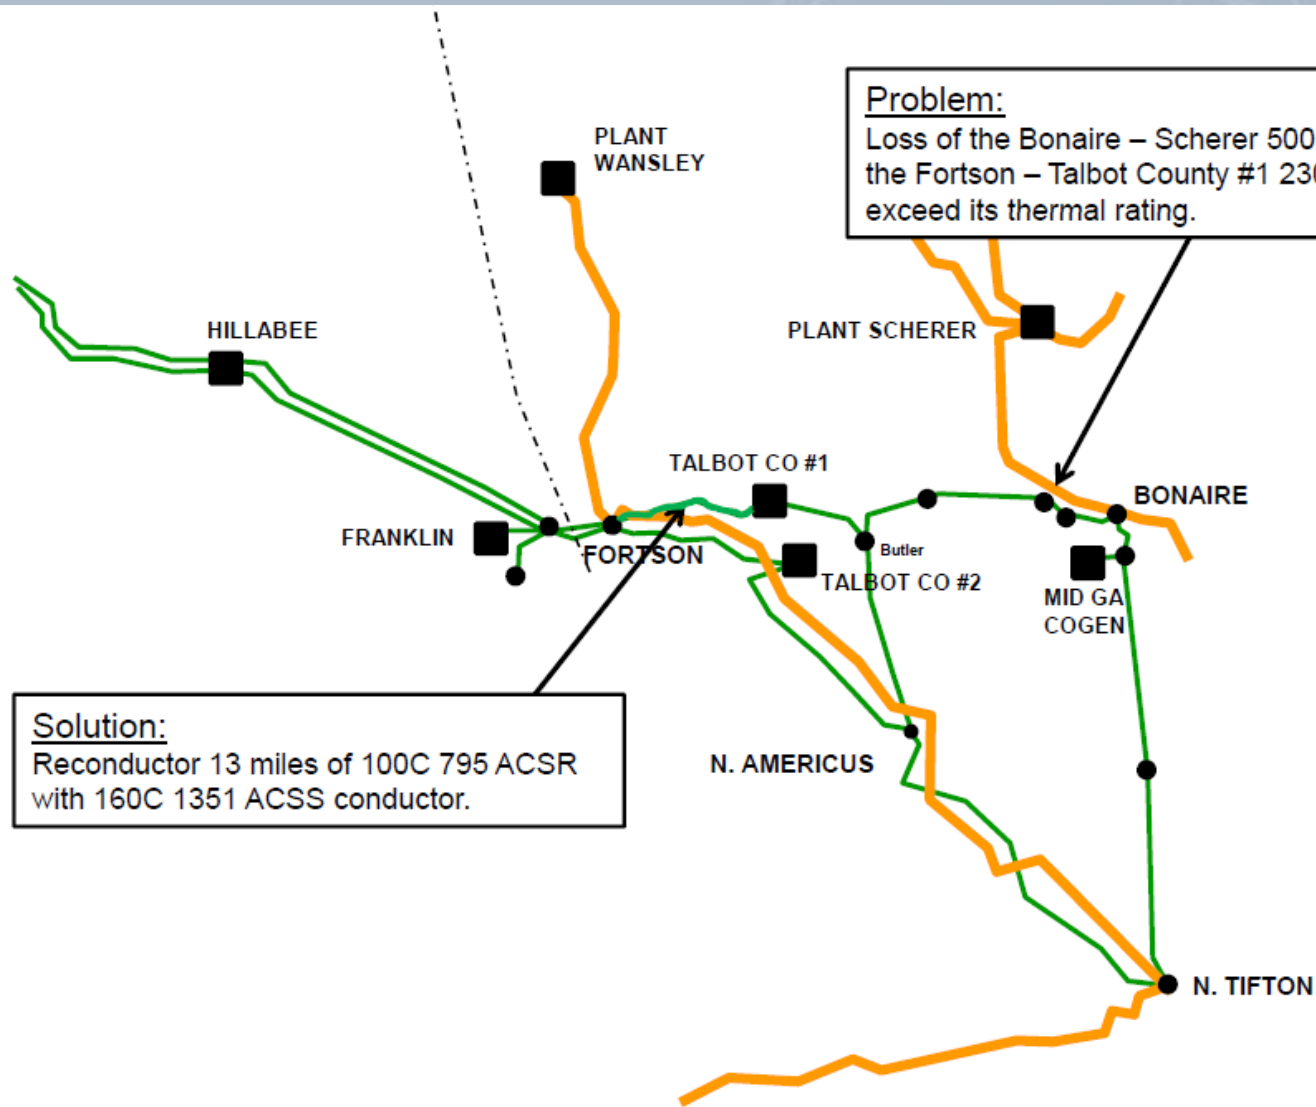 PLANT
WANSLEY
Problem:
Loss of the Bonaire – Scherer 500
the Fortson – Talbot County #1 230
exceed its thermal rating.
HILLABEE
PLANT SCHERER
TALBOT CO #1
BONAIRE
FRANKLIN
FORTSON
Butler
TALBOT CO #2
MID GA
COGEN
Solution:
Reconductor 13 miles of 100C 795 ACSR
with 160C 1351 ACSS conductor.
N. AMERICUS
N. TIFTON